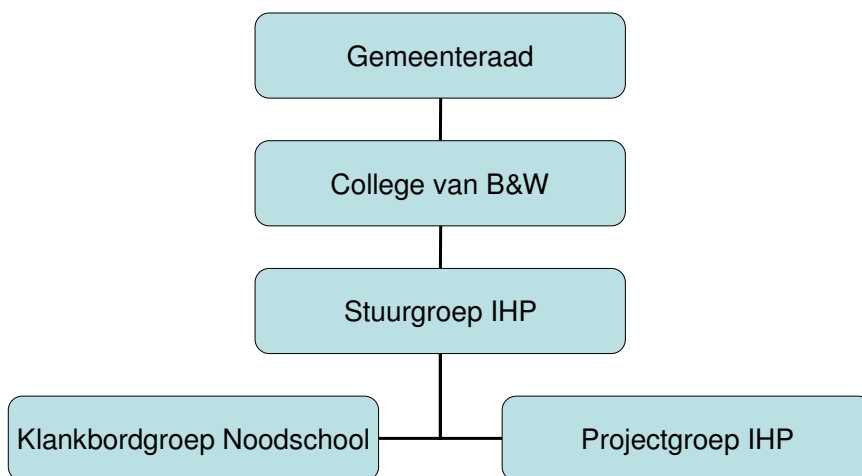 Gemeenteraad
College van B&W
Stuurgroep IHP
Klankbordgroep Noodschool
Projectgroep IHP